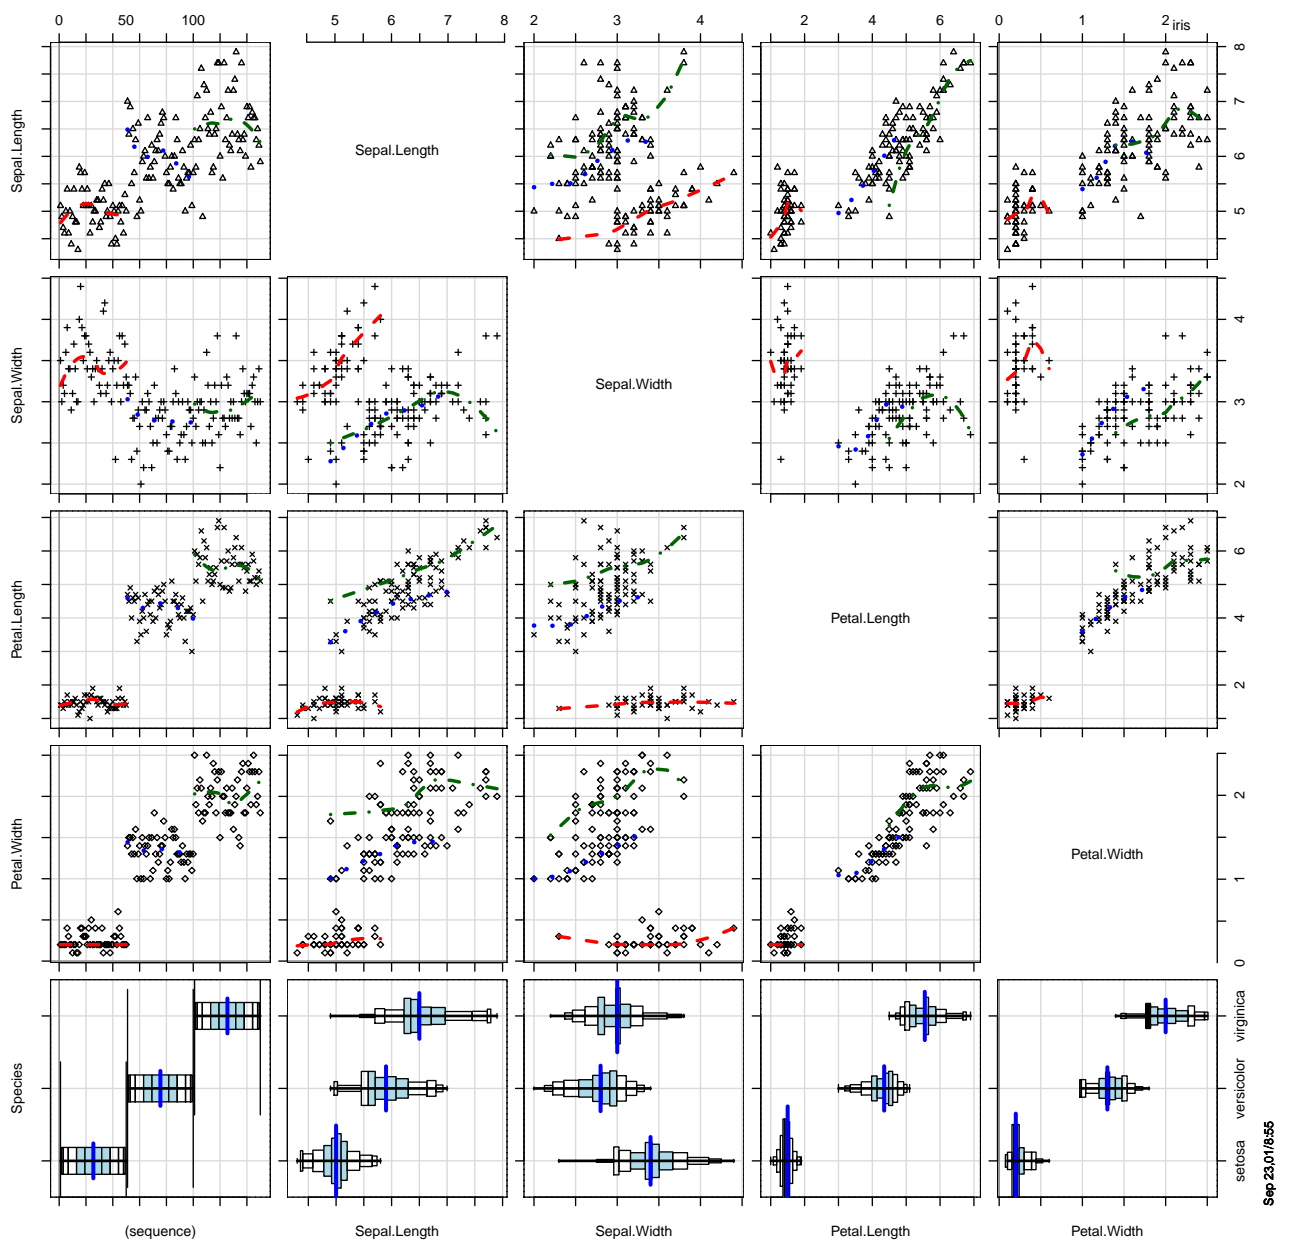 0 50 100 5 6 7 8 2 3 4 2 4 6 0 1 2 iris
Sepal.Length
Sepal.Length
5 6 7 8
Sepal.Width
Sepal.Width
2 3 4
Petal.Length
Petal.Length
2 4 6
Petal.Width
Petal.Width
0 1 2
Species
setosa versicolor virginica
Sep 23,01/8:55
(sequence) Sepal.Length Sepal.Width Petal.Length Petal.Width